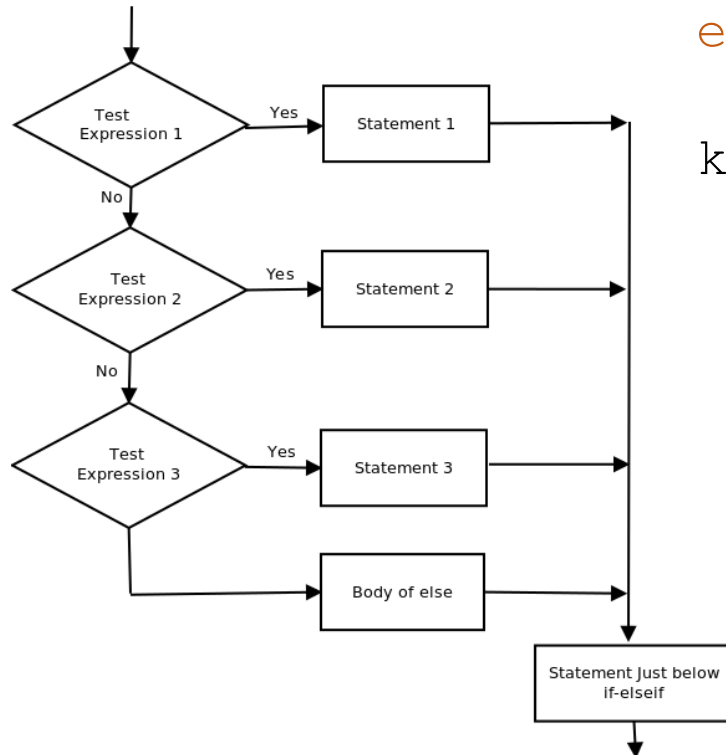 e
Test
Expression 1
Yes
Statement 1
k
No
Test
Expression 2
Yes
Statement 2
No
Test
Expression 3
Yes
Statement 3
Body of else
Statement Just below
if-elseif